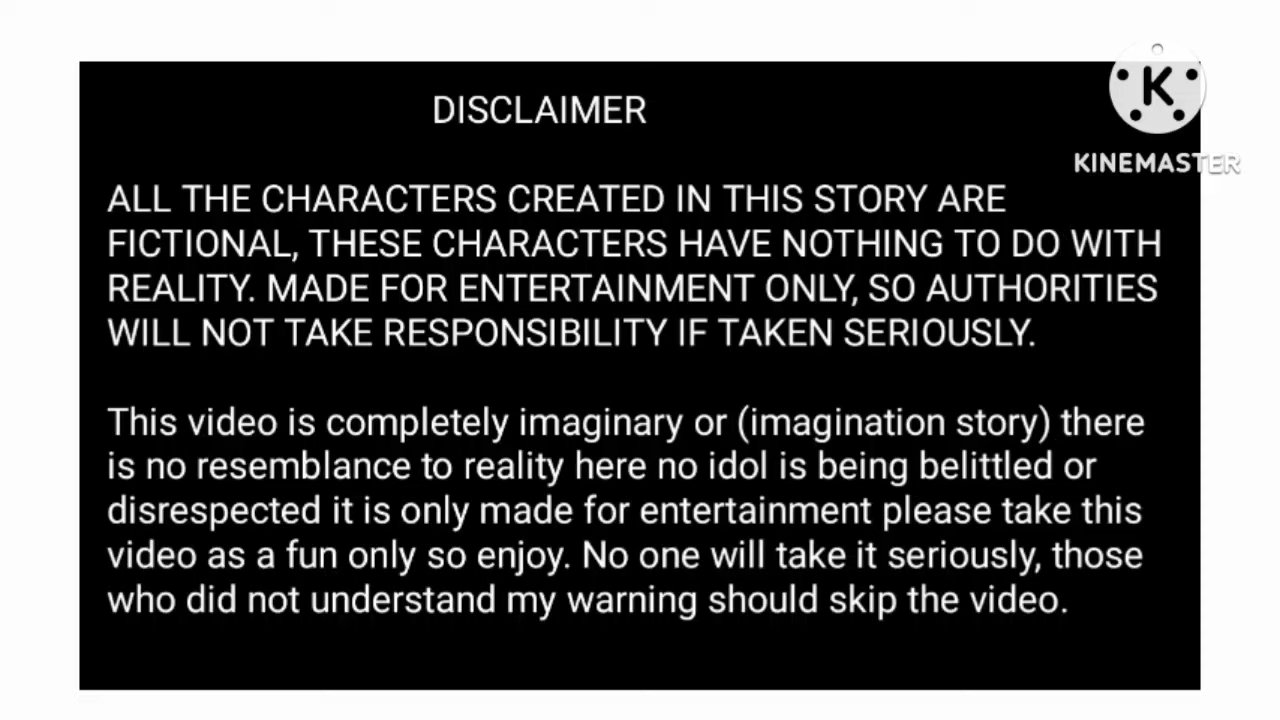 DISCLAIMER
K
KINEMASTER
ALL THE CHARACTERS CREATED IN THIS STORY ARE
FICTIONAL, THESE CHARACTERS HAVE NOTHING TO DO WITH
REALITY. MADE FOR ENTERTAINMENT ONLY, SO AUTHORITIES
WILL NOT TAKE RESPONSIBILITY IF TAKEN SERIOUSLY.
This video is completely imaginary or (imagination story) there
is no resemblance to reality here no idol is being belittled or
disrespected it is only made for entertainment please take this
video as a fun only so enjoy. No one will take it seriously, those
who did not understand my warning should skip the video.